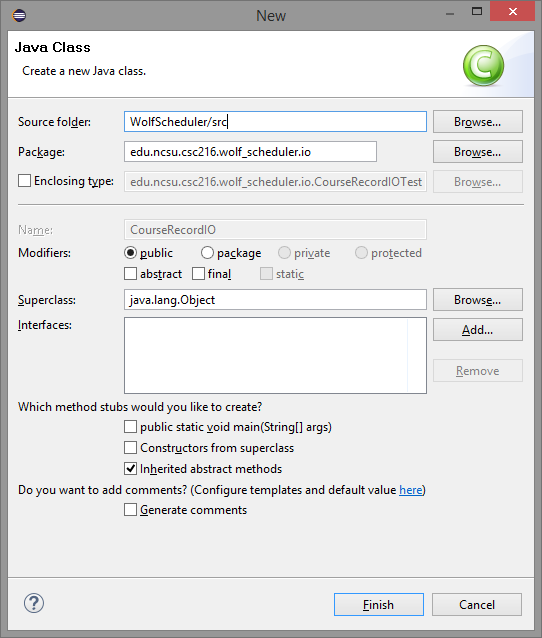 New
Java Class
Create a new Java class.
C
Source folder: WolfScheduler/src Browse...
Package: edu.ncsu.csc216.wolf_scheduler.io Browse...
Enclosing type: edu.ncsu.csc216.wolf_scheduler.io.CourseRecordIOTest Browse...
Name: CourseRecordIO
Modifiers: public package private protected
abstract final static
Superclass: java.lang.Object Browse...
Interfaces: Add...
Remove
Which method stubs would you like to create?
public static void main(String[] args)
Constructors from superclass
Inherited abstract methods
Do you want to add comments? (Configure templates and default value here)
Generate comments
? Finish Cancel